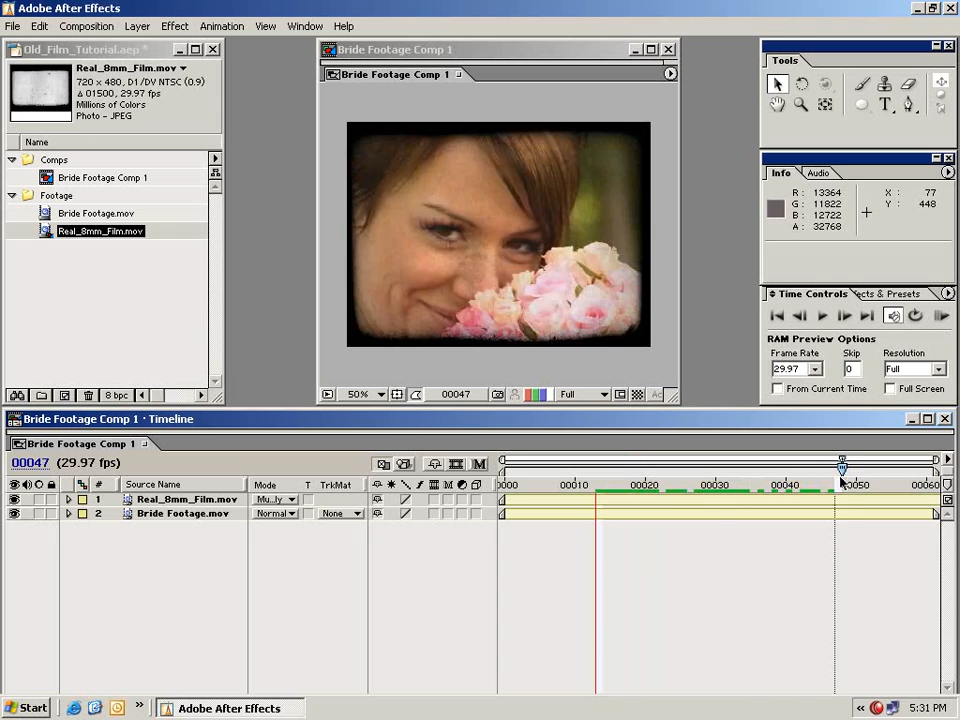 Adobe After Effects
File Edit Composition Layer Effect Animation View Window Help
Old_Film_Tutorial.aep *
Real_8mm_Film.mov
720 x 480, D1/DV NTSC (0.9)
Δ 01500, 29.97 fps
Millions of Colors
Photo - JPEG
Name
Comps
Bride Footage Comp 1
Footage
Bride Footage.mov
Real_8mm_Film.mov
8 bpc
Bride Footage Comp 1
Bride Footage Comp 1
50% 00047 Full
Tools
T
Info Audio
R : 13364 X : 77
G : 11822 Y : 448
B : 12722
A : 32768
Time Controls ects & Presets
RAM Preview Options
Frame Rate Skip Resolution
29.97 0 Full
From Current Time Full Screen
Bride Footage Comp 1 • Timeline
Bride Footage Comp 1
00047 (29.97 fps)
M
# Source Name Mode T TrkMat M 0000 00010 00020 00030 00040 00050 00060
1 Real_8mm_Film.mov Mu...ly
2 Bride Footage.mov Normal None
Start » Adobe After Effects « 5:31 PM